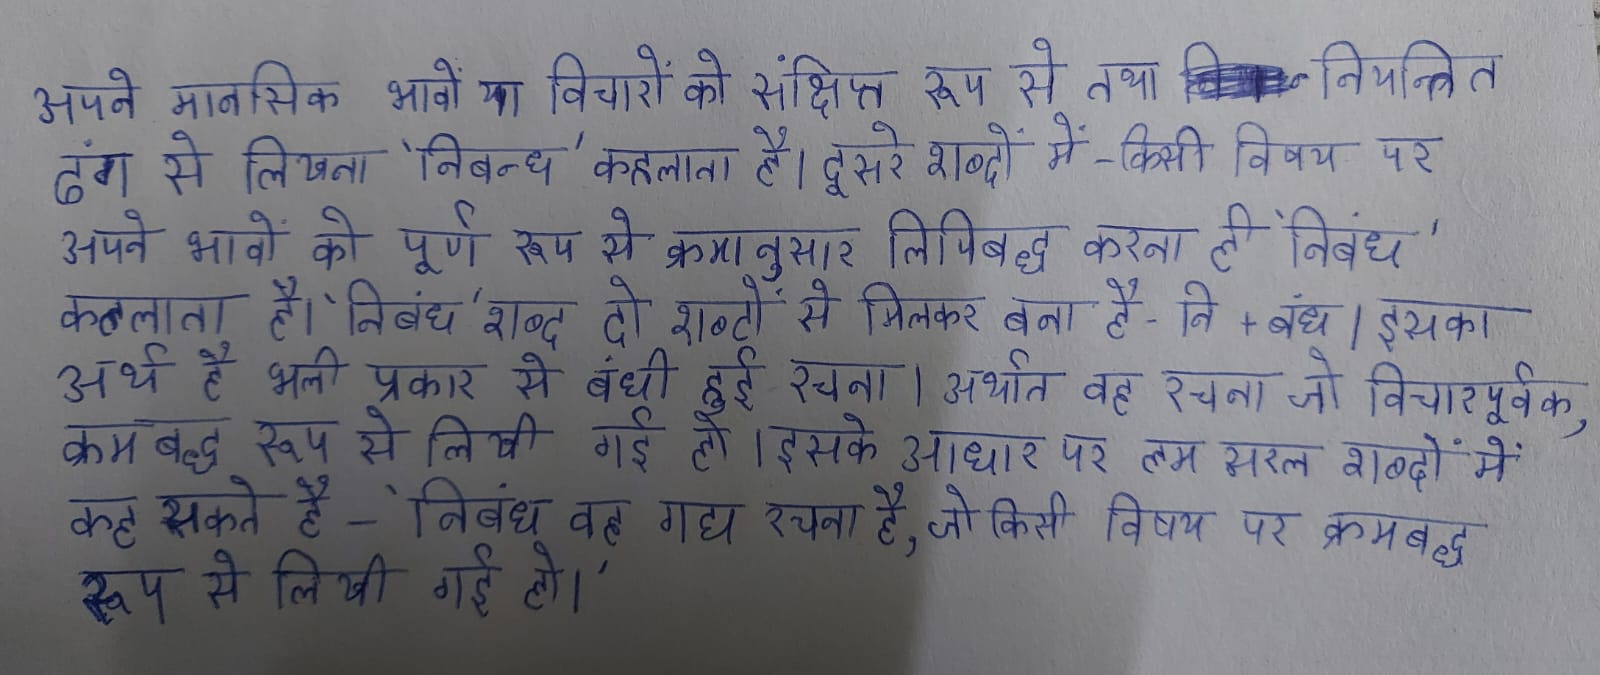 अपने मानसिक भावों या विचारों को संक्षिप्त रूप से तथा नियन्त्रित
ढंग से लिखना 'निबन्ध' कहलाता है। दूसरे शब्दों में - किसी विषय पर
अपने भावों को पूर्ण रूप से क्रमानुसार लिपिबद्ध करना ही 'निबंध'
कहलाता है। 'निबंध' शब्द दो शब्दों से मिलकर बना है - नि + बंध। इसका
अर्थ है भली प्रकार से बंधी हुई रचना। अर्थात वह रचना जो विचारपूर्वक,
क्रमबद्ध रूप से लिखी गई हो। इसके आधार पर हम सरल शब्दों में
कह सकते है - 'निबंध वह गद्य रचना है, जो किसी विषय पर क्रमबद्ध
रूप से लिखी गई हो।'